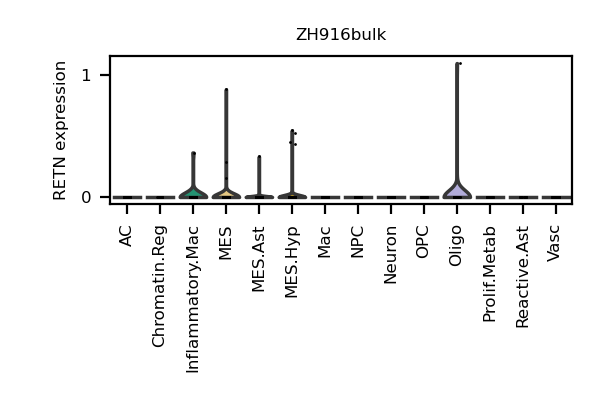 ZH916bulk
RETN expression
1
0
AC
Chromatin.Reg
Inflammatory.Mac
MES
MES.Ast
MES.Hyp
Mac
NPC
Neuron
OPC
Oligo
Prolif.Metab
Reactive.Ast
Vasc